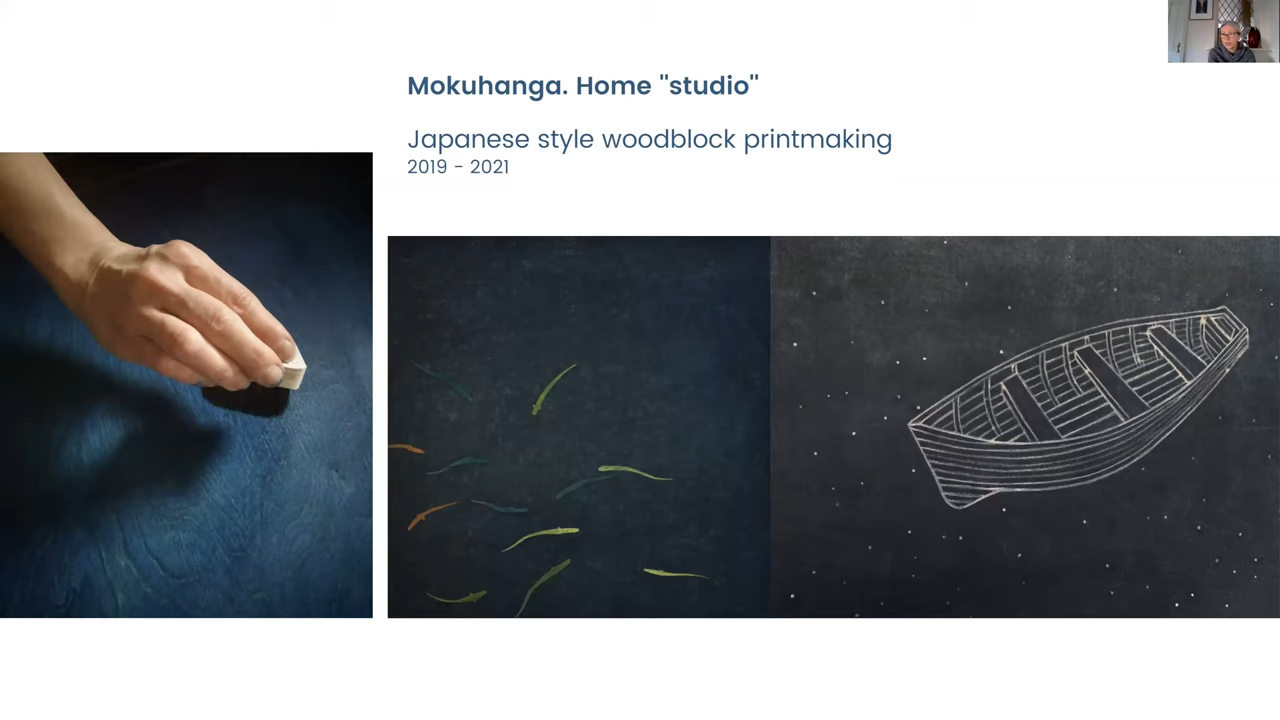 Mokuhanga. Home "studio"
Japanese style woodblock printmaking
2019 - 2021